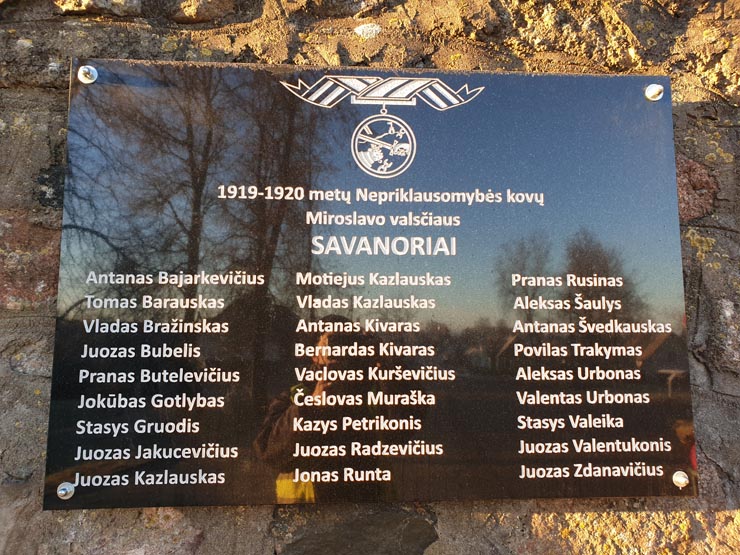 1919-1920 metų Nepriklausomybės kovų
Miroslavo valsčiaus
SAVANORIAI
Antanas Bajarkevičius
Tomas Barauskas
Vladas Bražinskas
Juozas Bubelis
Pranas Butelevičius
Jokūbas Gotlybas
Stasys Gruodis
Juozas Jakucevičius
Juozas Kazlauskas
Motiejus Kazlauskas
Vladas Kazlauskas
Antanas Kivaras
Bernardas Kivaras
Vaclovas Kurševičius
Česlovas Muraška
Kazys Petrikonis
Juozas Radzevičius
Jonas Runta
Pranas Rusinas
Aleksas Šaulys
Antanas Švedkauskas
Povilas Trakymas
Aleksas Urbonas
Valentas Urbonas
Stasys Valeika
Juozas Valentukonis
Juozas Zdanavičius